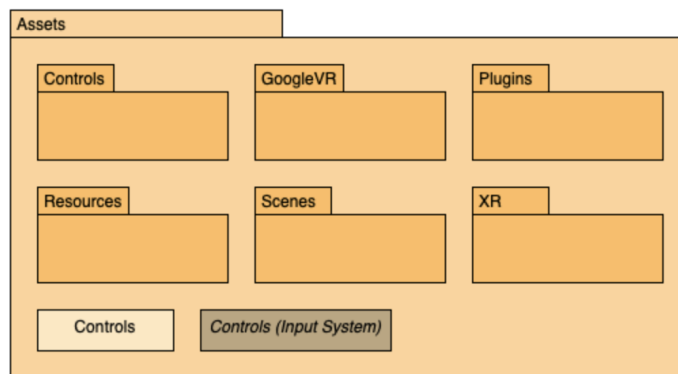 Assets
Controls
GoogleVR
Plugins
Resources
Scenes
XR
Controls
Controls (Input System)